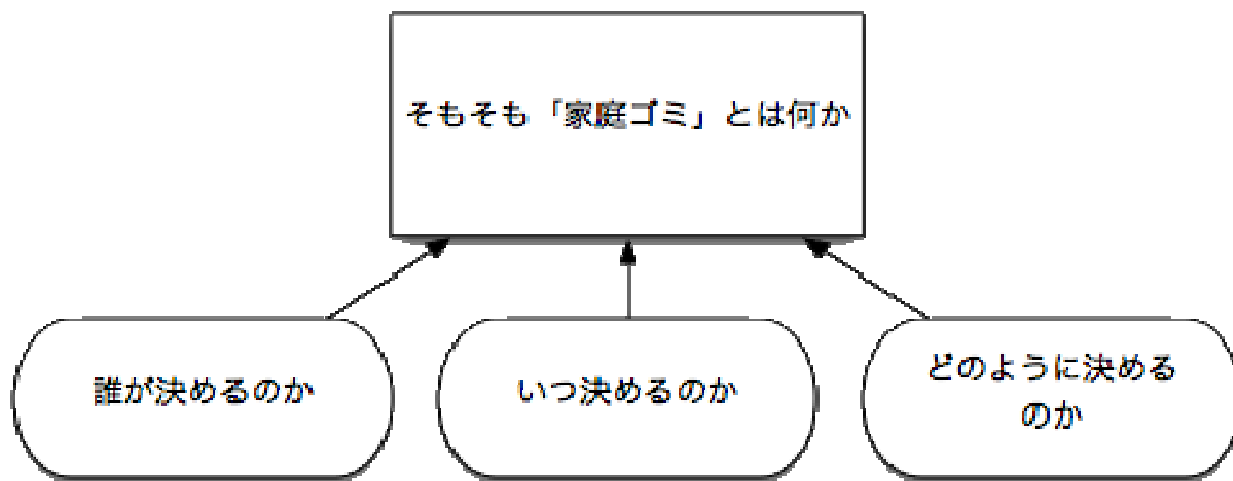 そもそも「家庭ゴミ」とは何か
誰が決めるのか
いつ決めるのか
どのように決める
のか